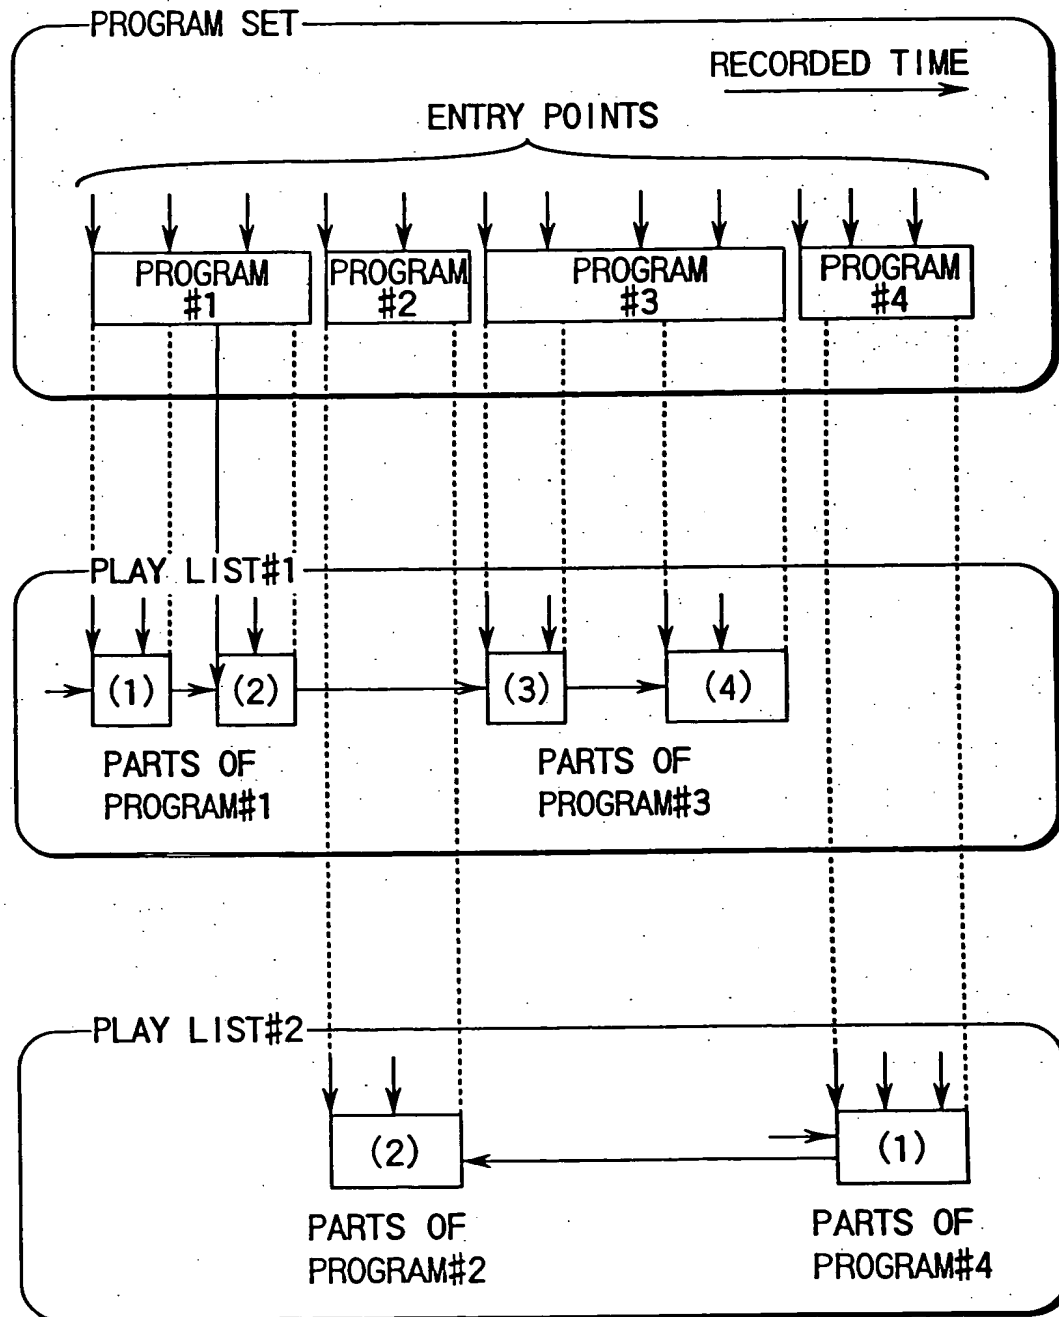 PROGRAM SET
RECORDED TIME
ENTRY POINTS
PROGRAM
#1
PROGRAM
#2
PROGRAM
#3
PROGRAM
#4
PLAY LIST#1
(1)
(2)
(3)
(4)
PARTS OF
PROGRAM#1
PARTS OF
PROGRAM#3
PLAY LIST#2
(2)
(1)
PARTS OF
PROGRAM#2
PARTS OF
PROGRAM#4